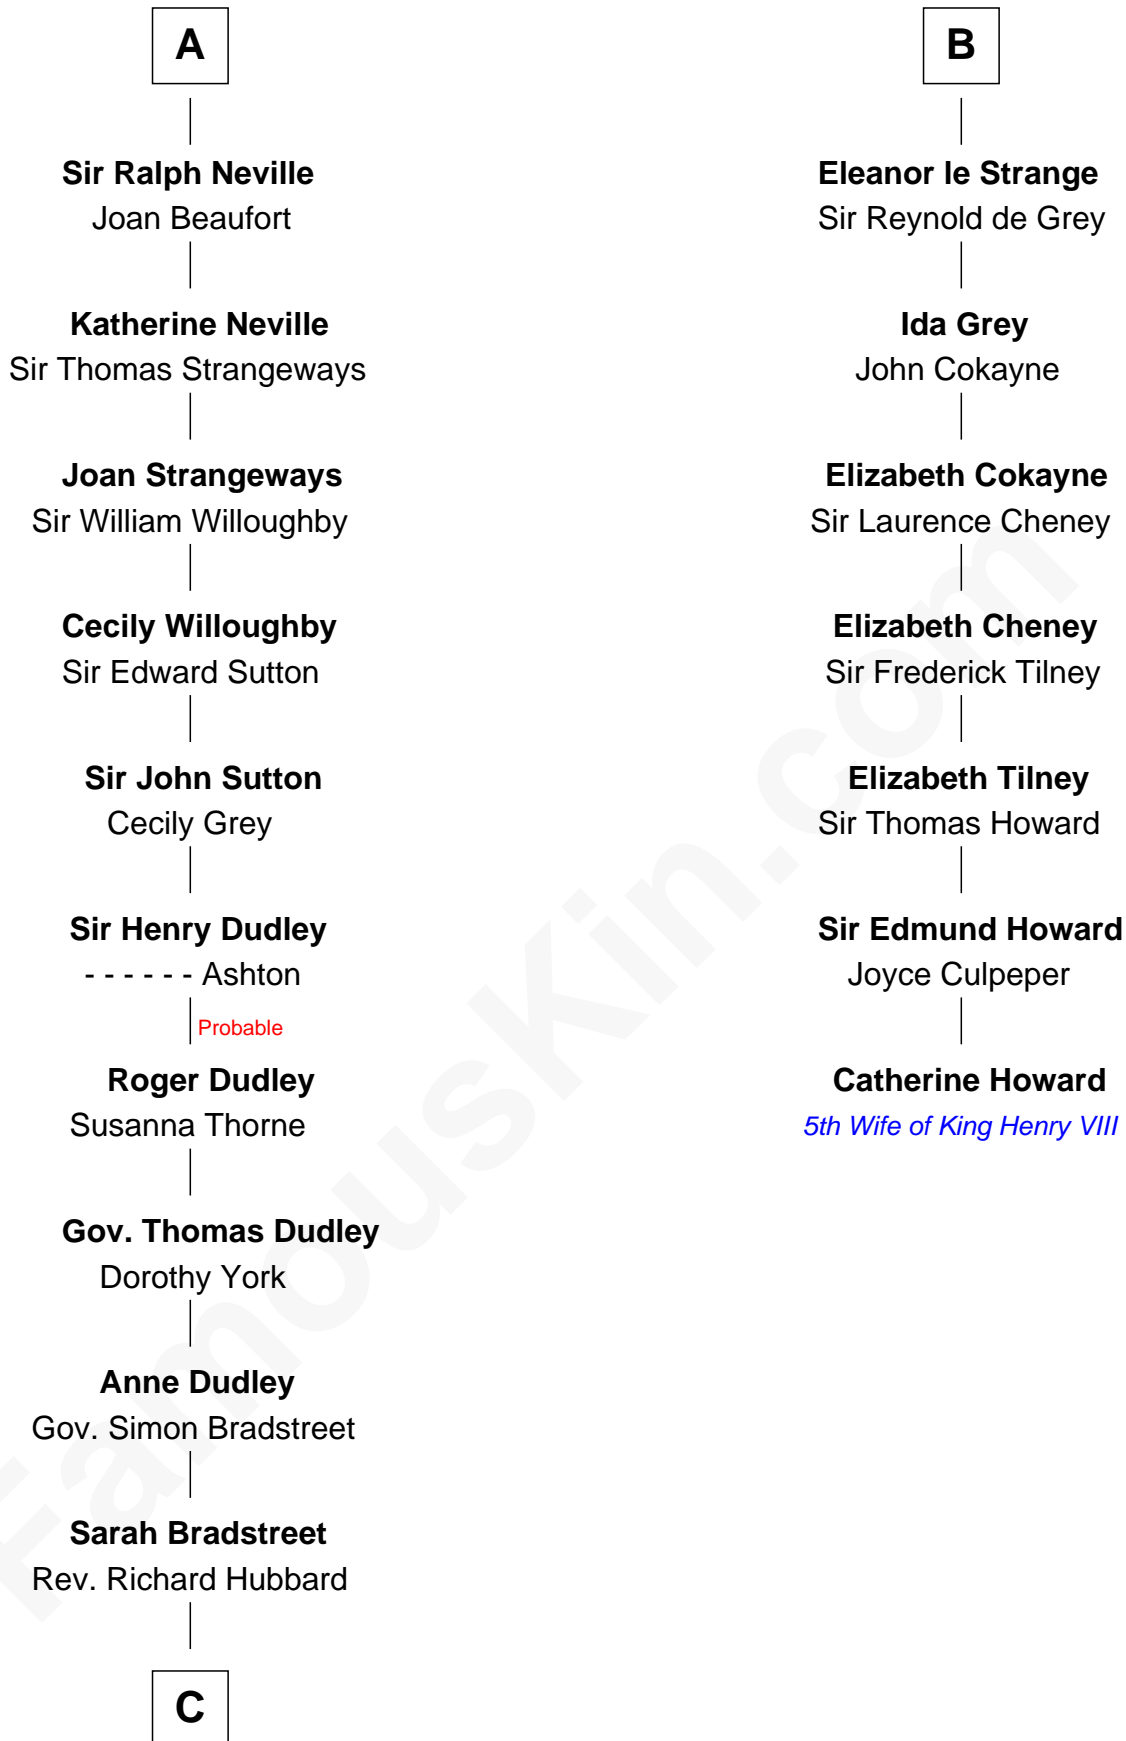 A
Sir Ralph Neville
Joan Beaufort
Katherine Neville
Sir Thomas Strangeways
Joan Strangeways
Sir William Willoughby
Cecily Willoughby
Sir Edward Sutton
Sir John Sutton
Cecily Grey
Sir Henry Dudley
- - - - - - Ashton
Probable
Roger Dudley
Susanna Thorne
Gov. Thomas Dudley
Dorothy York
Anne Dudley
Gov. Simon Bradstreet
Sarah Bradstreet
Rev. Richard Hubbard
C
B
Eleanor le Strange
Sir Reynold de Grey
Ida Grey
John Cokayne
Elizabeth Cokayne
Sir Laurence Cheney
Elizabeth Cheney
Sir Frederick Tilney
Elizabeth Tilney
Sir Thomas Howard
Sir Edmund Howard
Joyce Culpeper
Catherine Howard
5th Wife of King Henry VIII
FamousKin.com